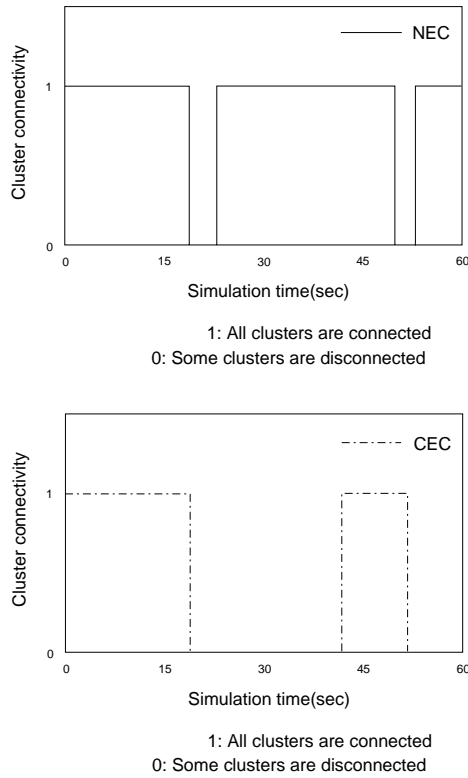 NEC
Cluster connectivity
1
0
0 15 30 45 60
Simulation time(sec)
1: All clusters are connected
0: Some clusters are disconnected
CEC
Cluster connectivity
1
0
0 15 30 45 60
Simulation time(sec)
1: All clusters are connected
0: Some clusters are disconnected